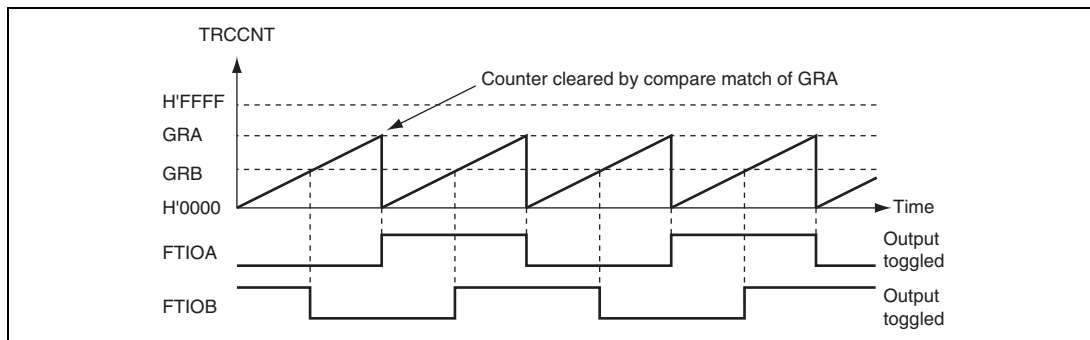 TRCCNT
Counter cleared by compare match of GRA
H'FFFF
GRA
GRB
H'0000
Time
FTIOA
Output
toggled
FTIOB
Output
toggled